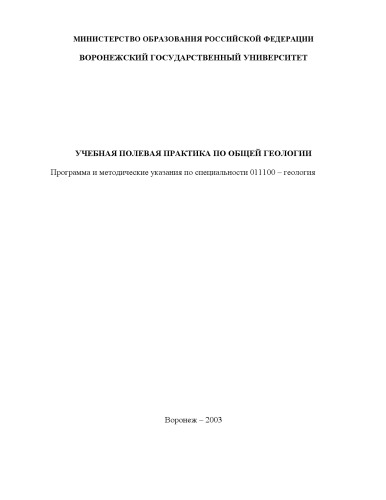 МИНИСТЕРСТВО ОБРАЗОВАНИЯ РОССИЙСКОЙ ФЕДЕРАЦИИ
ВОРОНЕЖСКИЙ ГОСУДАРСТВЕННЫЙ УНИВЕРСИТЕТ
УЧЕБНАЯ ПОЛЕВАЯ ПРАКТИКА ПО ОБЩЕЙ ГЕОЛОГИИ
Программа и методические указания по специальности 011100 – геология
Воронеж – 2003